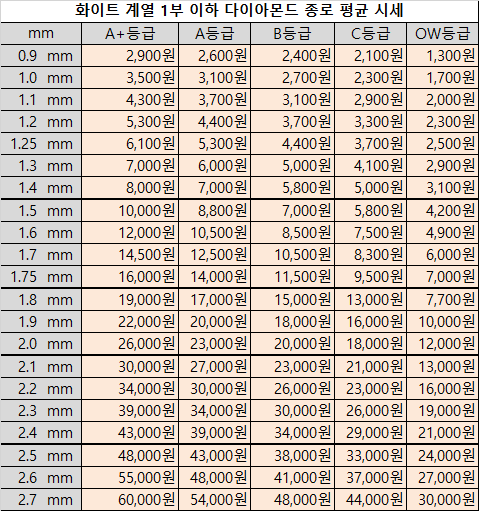 화이트 계열 1부 이하 다이아몬드 종로 평균 시세
mm A+등급 A등급 B등급 C등급 OW등급
0.9 mm 2,900원 2,600원 2,400원 2,100원 1,300원
1.0 mm 3,500원 3,100원 2,700원 2,300원 1,700원
1.1 mm 4,300원 3,700원 3,100원 2,900원 2,000원
1.2 mm 5,300원 4,400원 3,700원 3,300원 2,300원
1.25 mm 6,100원 5,300원 4,400원 3,700원 2,500원
1.3 mm 7,000원 6,000원 5,000원 4,100원 2,900원
1.4 mm 8,000원 7,000원 5,800원 5,000원 3,100원
1.5 mm 10,000원 8,800원 7,000원 5,800원 4,200원
1.6 mm 12,000원 10,500원 8,500원 7,500원 4,900원
1.7 mm 14,500원 12,500원 10,500원 8,300원 6,000원
1.75 mm 16,000원 14,000원 11,500원 9,500원 7,000원
1.8 mm 19,000원 17,000원 15,000원 13,000원 7,700원
1.9 mm 22,000원 20,000원 18,000원 16,000원 10,000원
2.0 mm 26,000원 23,000원 20,000원 18,000원 12,000원
2.1 mm 30,000원 27,000원 23,000원 21,000원 13,000원
2.2 mm 34,000원 30,000원 26,000원 23,000원 16,000원
2.3 mm 39,000원 34,000원 30,000원 26,000원 19,000원
2.4 mm 43,000원 39,000원 34,000원 29,000원 21,000원
2.5 mm 48,000원 43,000원 38,000원 33,000원 24,000원
2.6 mm 55,000원 48,000원 41,000원 37,000원 27,000원
2.7 mm 60,000원 54,000원 48,000원 44,000원 30,000원